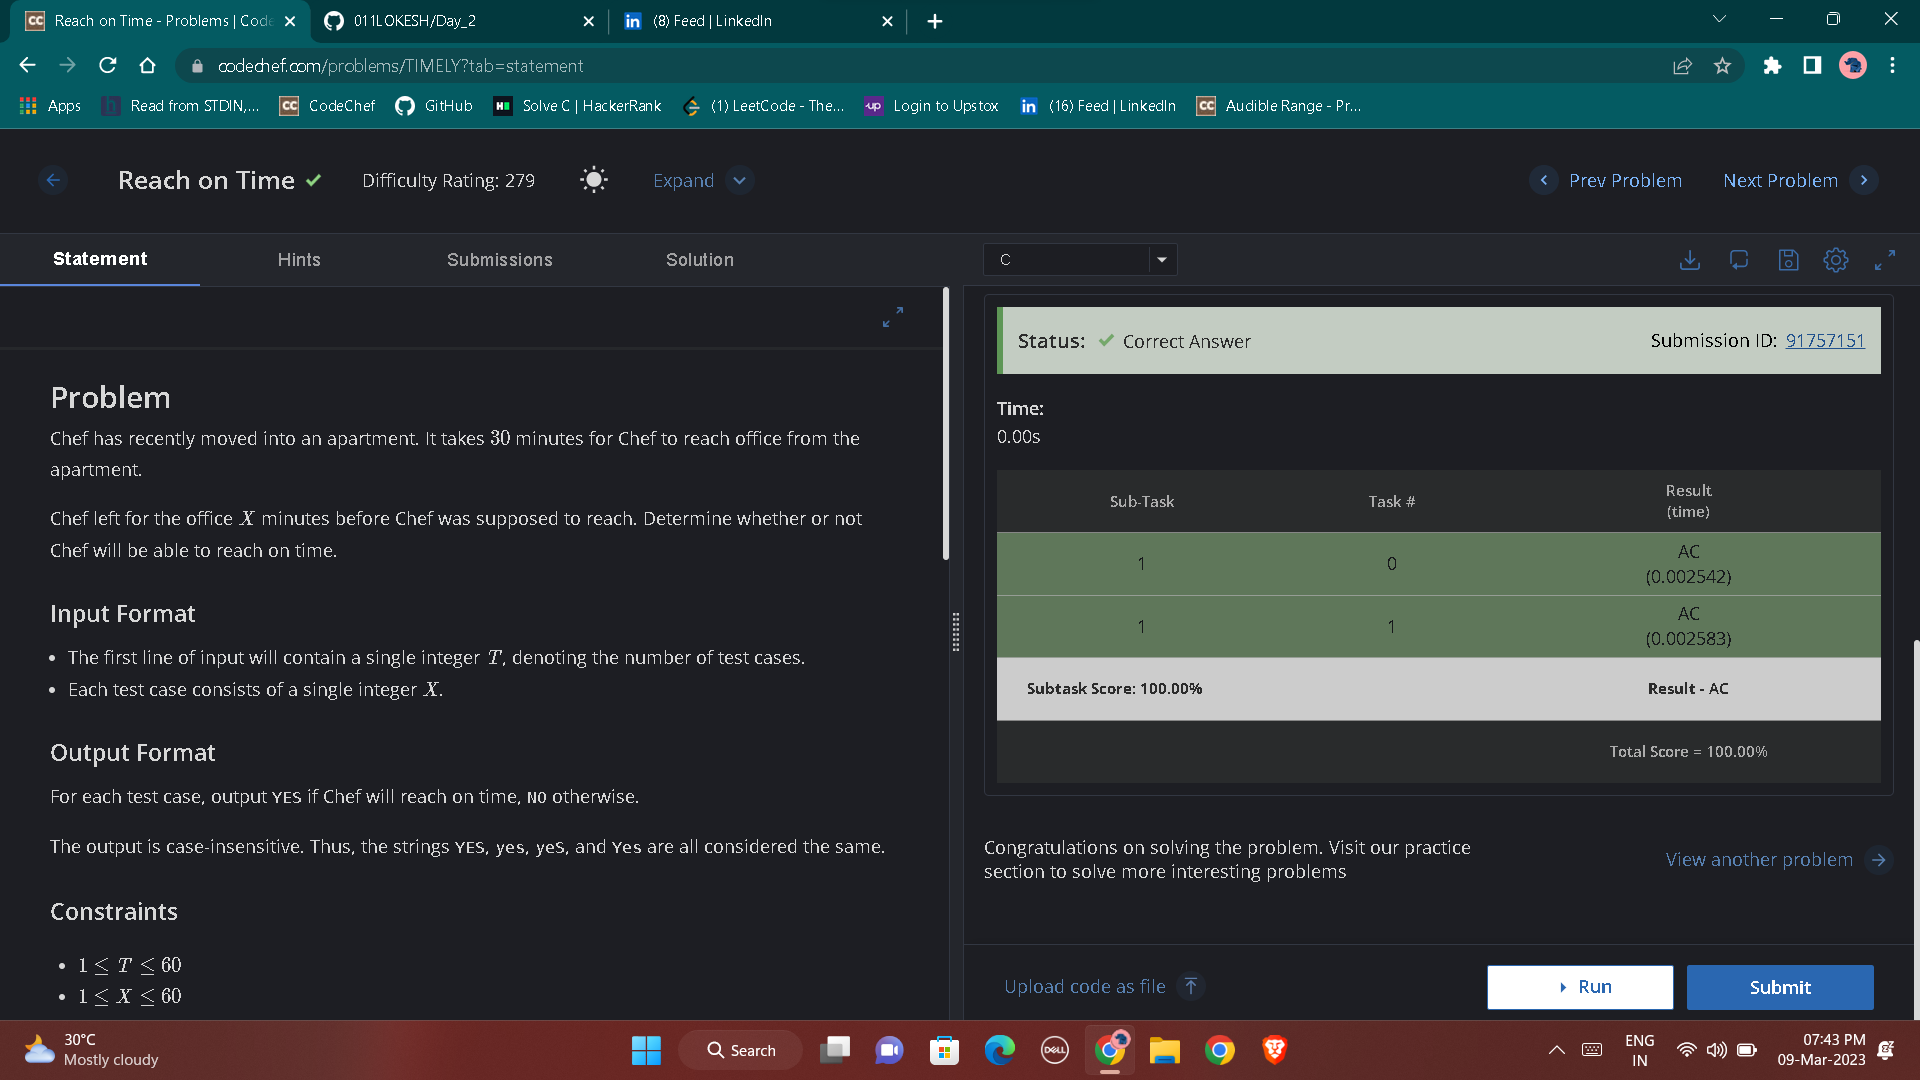 Reach on Time - Problems | Code
011LOKESH/Day_2
(8) Feed | LinkedIn
codechef.com/problems/TIMELY?tab=statement
Apps
Read from STDIN,...
CodeChef
GitHub
Solve C | HackerRank
(1) LeetCode - The...
Login to Upstox
(16) Feed | LinkedIn
Audible Range - Pr...
Reach on Time
Difficulty Rating: 279
Expand
Prev Problem
Next Problem
Statement
Hints
Submissions
Solution
C
Problem
Chef has recently moved into an apartment. It takes 30 minutes for Chef to reach office from the
apartment.
Chef left for the office X minutes before Chef was supposed to reach. Determine whether or not
Chef will be able to reach on time.
Input Format
• The first line of input will contain a single integer T, denoting the number of test cases.
• Each test case consists of a single integer X.
Output Format
For each test case, output YES if Chef will reach on time, NO otherwise.
The output is case-insensitive. Thus, the strings YES, yes, yeS, and Yes are all considered the same.
Constraints
• 1 ≤ T ≤ 60
• 1 ≤ X ≤ 60
Status: Correct Answer
Submission ID: 91757151
Time:
0.00s
Sub-Task
Task #
Result
(time)
1
0
AC
(0.002542)
1
1
AC
(0.002583)
Subtask Score: 100.00%
Result - AC
Total Score = 100.00%
Congratulations on solving the problem. Visit our practice
section to solve more interesting problems
View another problem
Upload code as file
Run
Submit
30°C
Mostly cloudy
Search
DELL
ENG
IN
07:43 PM
09-Mar-2023